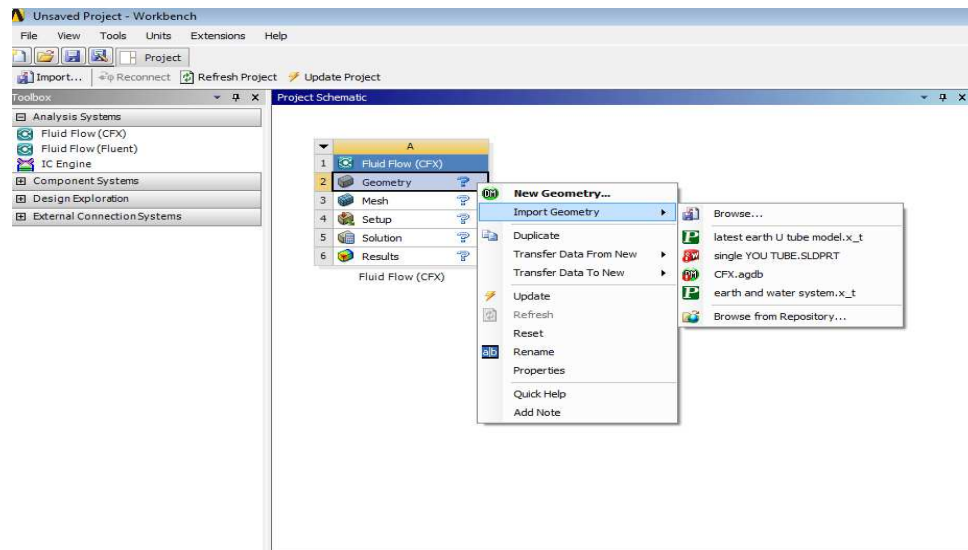 Unsaved Project - Workbench
File View Tools Units Extensions Help
Project
Import... Reconnect Refresh Project Update Project
Toolbox
Project Schematic
Analysis Systems
Fluid Flow (CFX)
Fluid Flow (Fluent)
IC Engine
Component Systems
Design Exploration
External Connection Systems
A
1 Fluid Flow (CFX)
2 Geometry ?
3 Mesh ?
4 Setup ?
5 Solution ?
6 Results ?
Fluid Flow (CFX)
DM New Geometry...
Import Geometry
Duplicate
Transfer Data From New
Transfer Data To New
Update
Refresh
Reset
a|b Rename
Properties
Quick Help
Add Note
Browse...
P latest earth U tube model.x_t
SW single YOU TUBE.SLDPRT
DM CFX.agdb
P earth and water system.x_t
Browse from Repository...